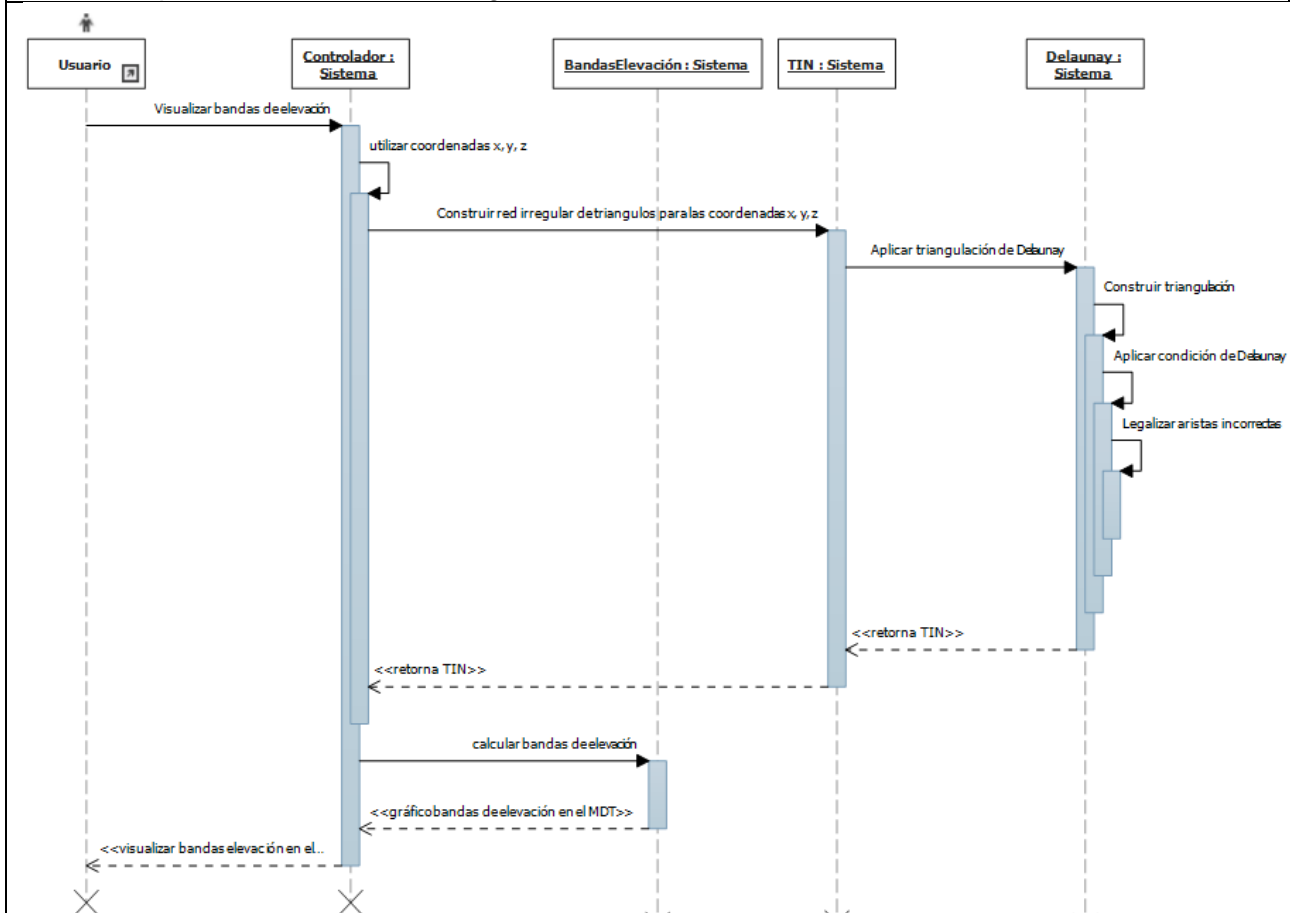 Usuario
Controlador :
Sistema
BandasElevación : Sistema
TIN : Sistema
Delaunay :
Sistema
Visualizar bandas de elevación
utilizar coordenadas x, y, z
Construir red irregular de triangulos para las coordenadas x, y, z
Aplicar triangulación de Delaunay
Construir triangulación
Aplicar condición de Delaunay
Legalizar aristas incorrectas
<<retorna TIN>>
<<retorna TIN>>
calcular bandas de elevación
<<gráfico bandas de elevación en el MDT>>
<<visualizar bandas elevación en el...